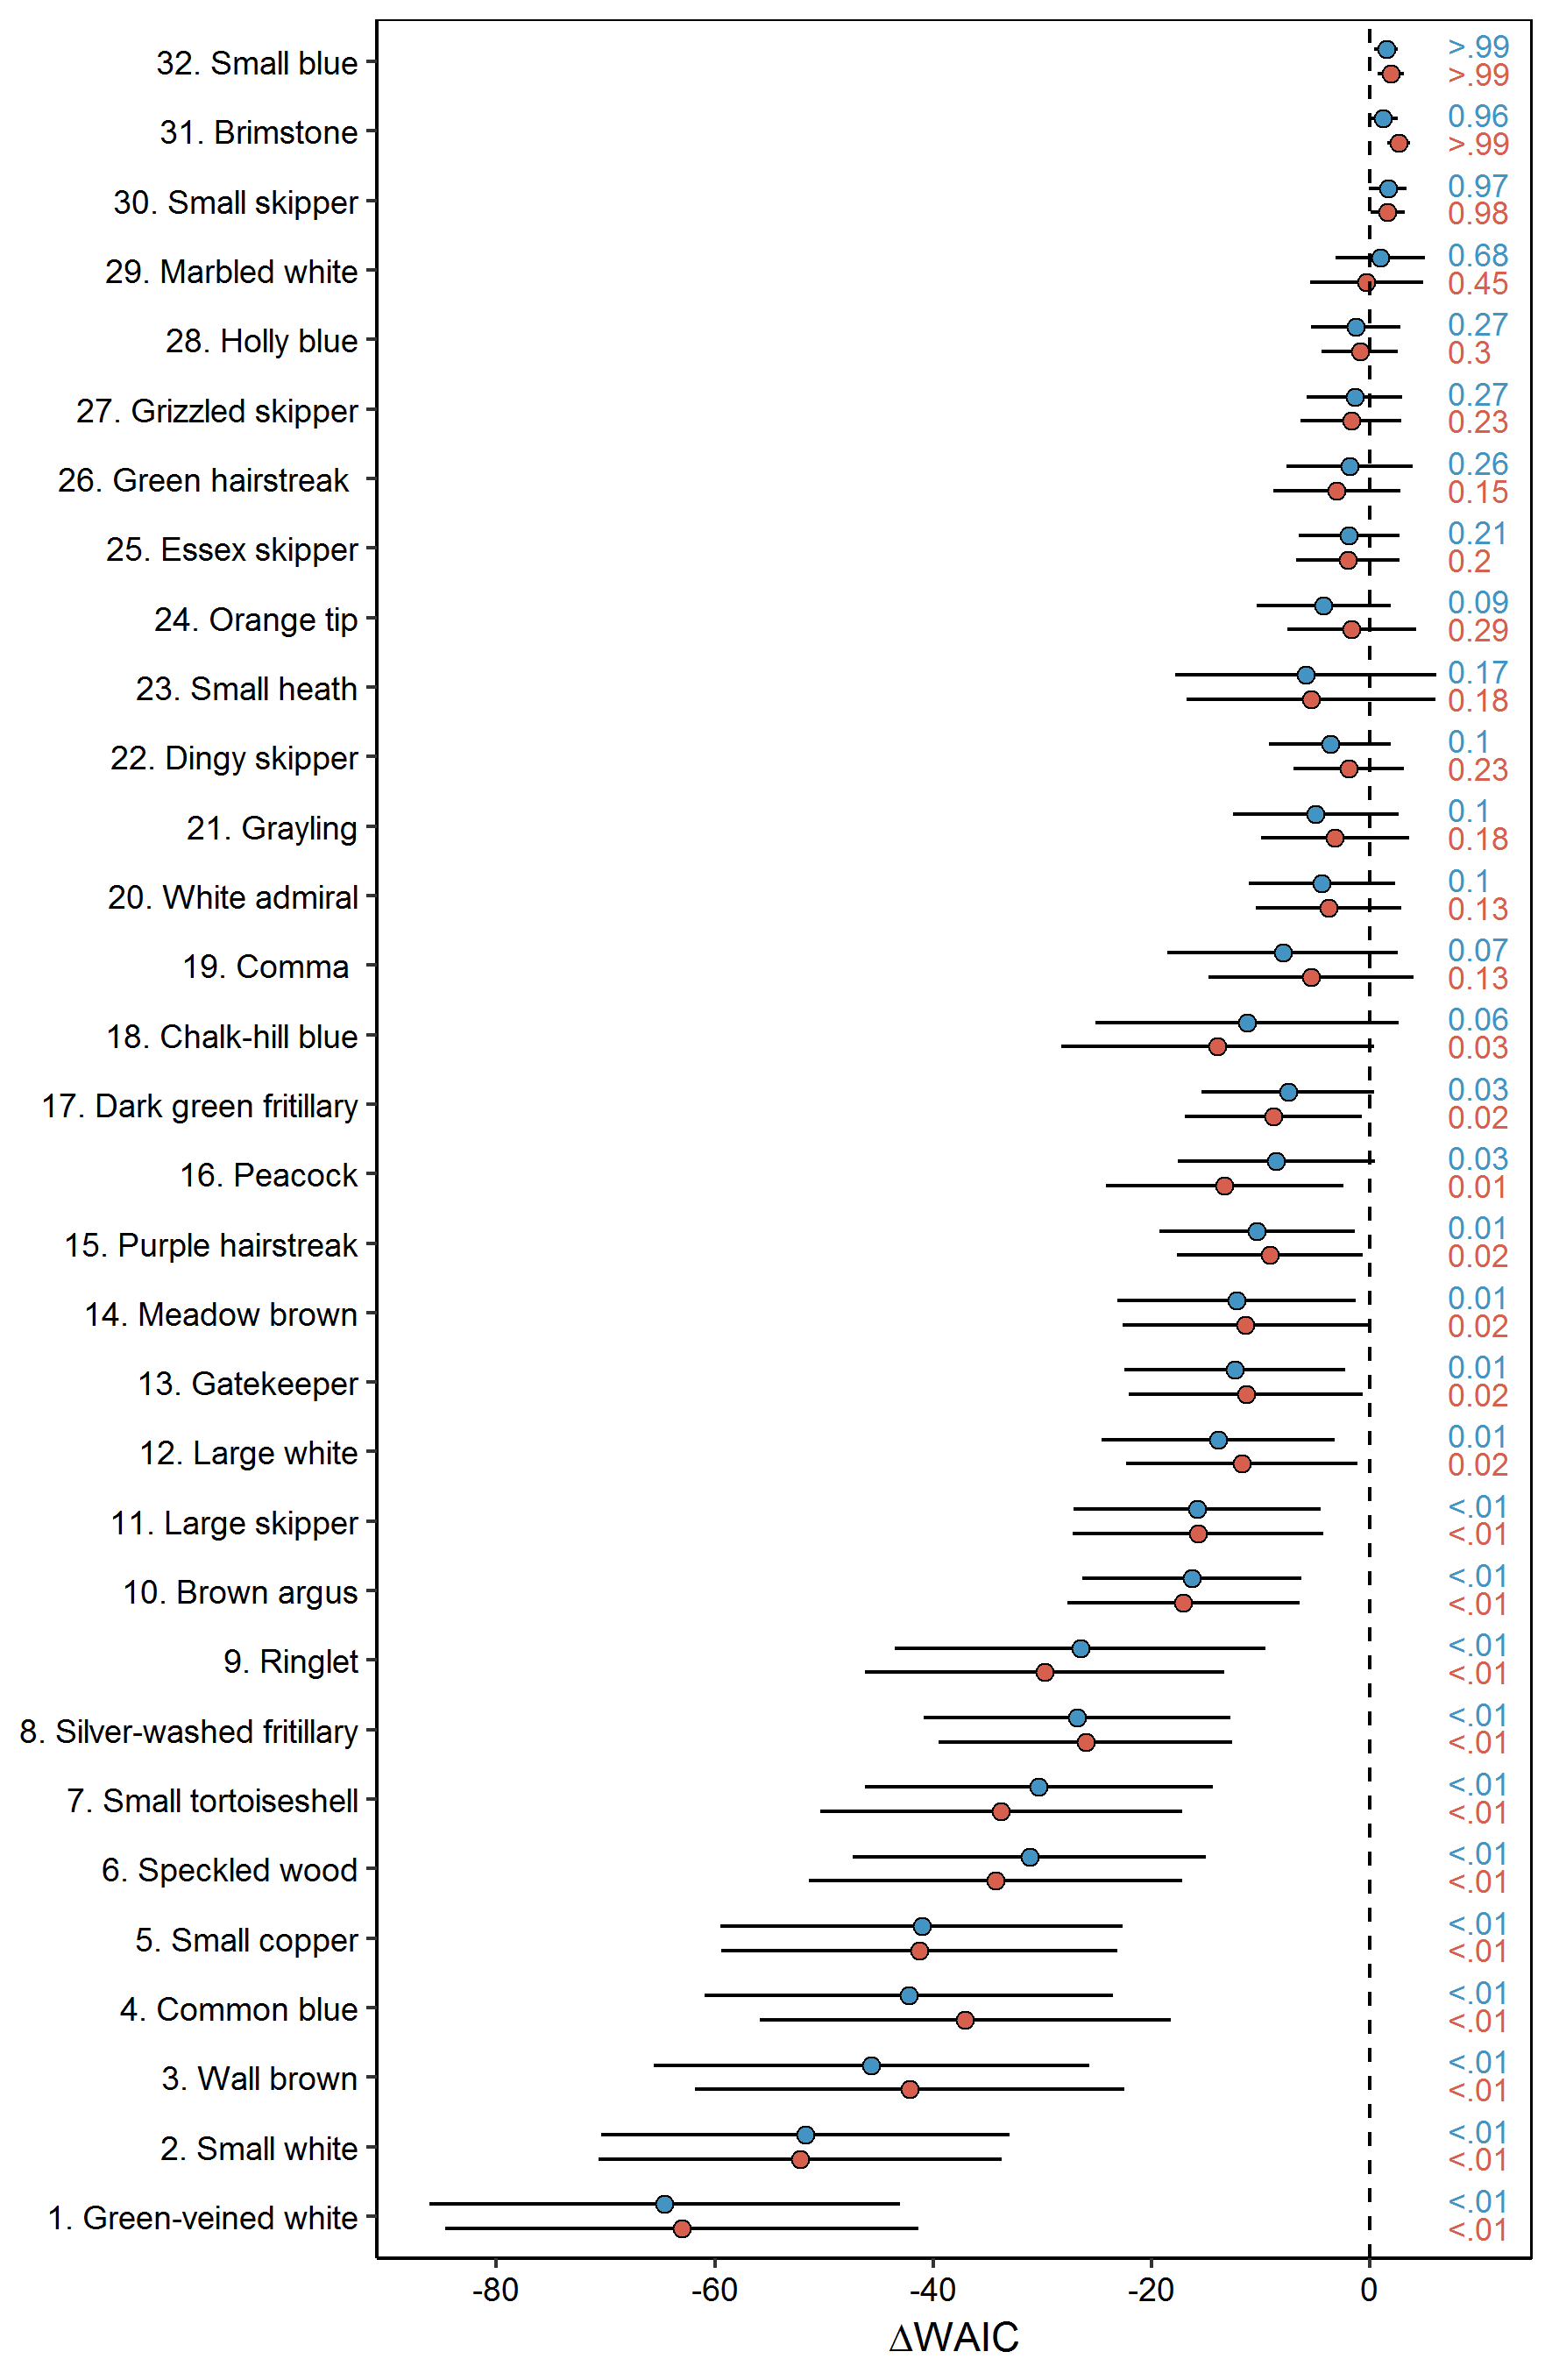 32. Small blue >.99
>.99
31. Brimstone 0.96
>.99
30. Small skipper 0.97
0.98
29. Marbled white 0.68
0.45
28. Holly blue 0.27
0.3
27. Grizzled skipper 0.27
0.23
26. Green hairstreak 0.26
0.15
25. Essex skipper 0.21
0.2
24. Orange tip 0.09
0.29
23. Small heath 0.17
0.18
22. Dingy skipper 0.1
0.23
21. Grayling 0.1
0.18
20. White admiral 0.1
0.13
19. Comma 0.07
0.13
18. Chalk-hill blue 0.06
0.03
17. Dark green fritillary 0.03
0.02
16. Peacock 0.03
0.01
15. Purple hairstreak 0.01
0.02
14. Meadow brown 0.01
0.02
13. Gatekeeper 0.01
0.02
12. Large white 0.01
0.02
11. Large skipper <.01
<.01
10. Brown argus <.01
<.01
9. Ringlet <.01
<.01
8. Silver-washed fritillary <.01
<.01
7. Small tortoiseshell <.01
<.01
6. Speckled wood <.01
<.01
5. Small copper <.01
<.01
4. Common blue <.01
<.01
3. Wall brown <.01
<.01
2. Small white <.01
<.01
1. Green-veined white <.01
<.01
-80 -60 -40 -20 0
ΔWAIC